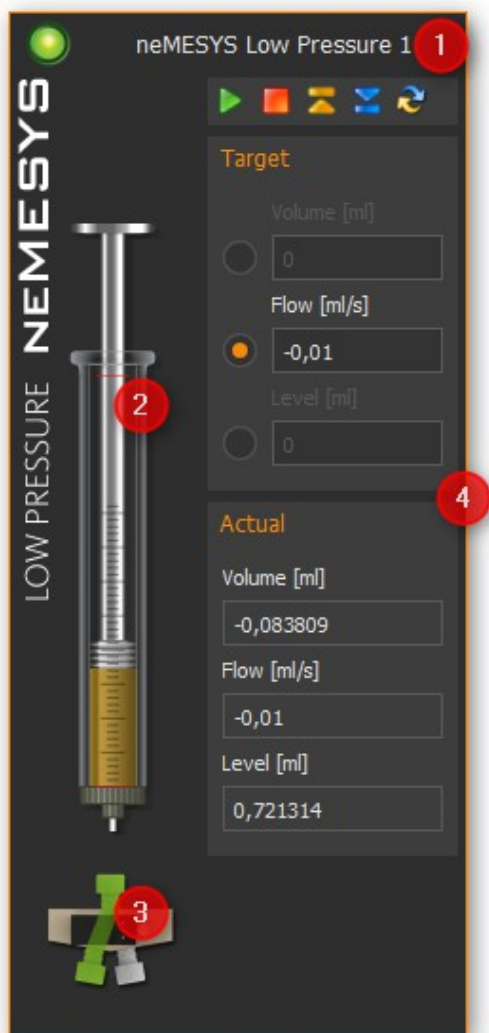 neMESYS Low Pressure 1
1
LOW PRESSURE NEMESYS
Target
Volume [ml]
0
Flow [ml/s]
-0,01
2
Level [ml]
0
4
Actual
Volume [ml]
-0,083809
Flow [ml/s]
-0,01
Level [ml]
0,721314
3